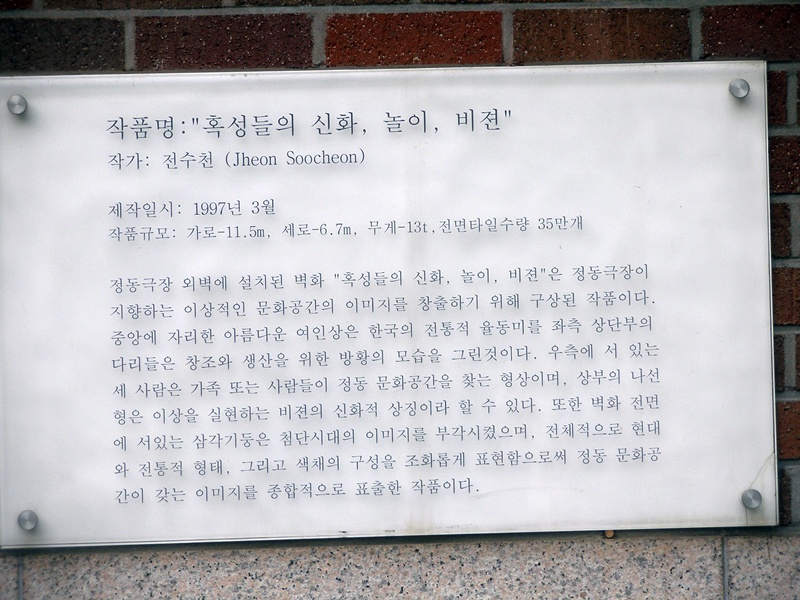 작품명:"혹성들의 신화, 놀이, 비젼"
작가: 전수천 (Jheon Soocheon)
제작일시: 1997년 3월
작품규모: 가로-11.5m, 세로-6.7m, 무게-13t,전면타일수량 35만개
정동극장 외벽에 설치된 벽화 "혹성들의 신화, 놀이, 비젼"은 정동극장이
지향하는 이상적인 문화공간의 이미지를 창출하기 위해 구상된 작품이다.
중앙에 자리한 아름다운 여인상은 한국의 전통적 율동미를 좌측 상단부의
다리들은 창조와 생산을 위한 방황의 모습을 그린것이다. 우측에 서 있는
세 사람은 가족 또는 사람들이 정동 문화공간을 찾는 형상이며, 상부의 나선
형은 이상을 실현하는 비젼의 신화적 상징이라 할 수 있다. 또한 벽화 전면
에 서있는 삼각기둥은 첨단시대의 이미지를 부각시켰으며, 전체적으로 현대
와 전통적 형태, 그리고 색채의 구성을 조화롭게 표현함으로써 정동 문화공
간이 갖는 이미지를 종합적으로 표출한 작품이다.